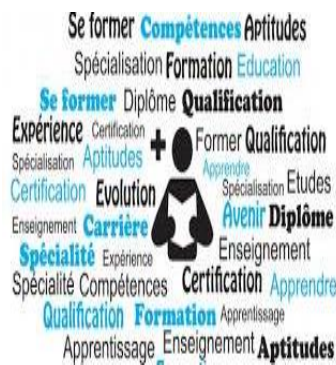 Se former Compétences Aptitudes
Spécialisation Formation Education
Se former Diplôme Qualification
Expérience Certification + Former Qualification
Spécialisation Aptitudes Apprendre
Spécialisation Etudes
Certification Evolution
Avenir Diplôme
Enseignement Carrière
Enseignement
Spécialité Expérience
Spécialité Compétences Certification Apprendre
Qualification Formation Apprentissage
Apprentissage Enseignement Aptitudes